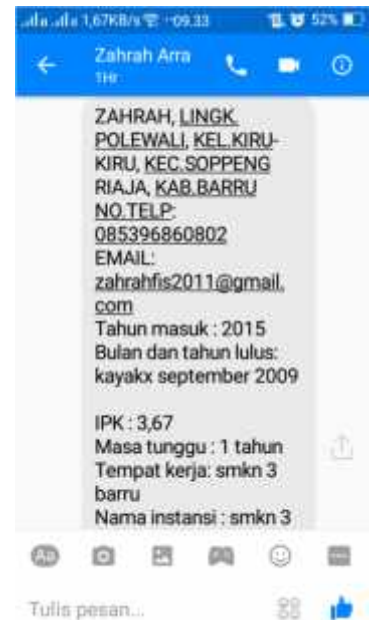 1,67KB/s 09.33 52%
Zahrah Arra
1Hr
ZAHRAH, LINGK.
POLEWALI, KEL.KIRU-
KIRU, KEC.SOPPENG
RIAJA, KAB.BARRU
NO.TELP:
085396860802
EMAIL:
zahrahfis2011@gmail.
com
Tahun masuk : 2015
Bulan dan tahun lulus:
kayakx september 2009
IPK : 3,67
Masa tunggu : 1 tahun
Tempat kerja: smkn 3
barru
Nama instansi : smkn 3
Aa
Tulis pesan...